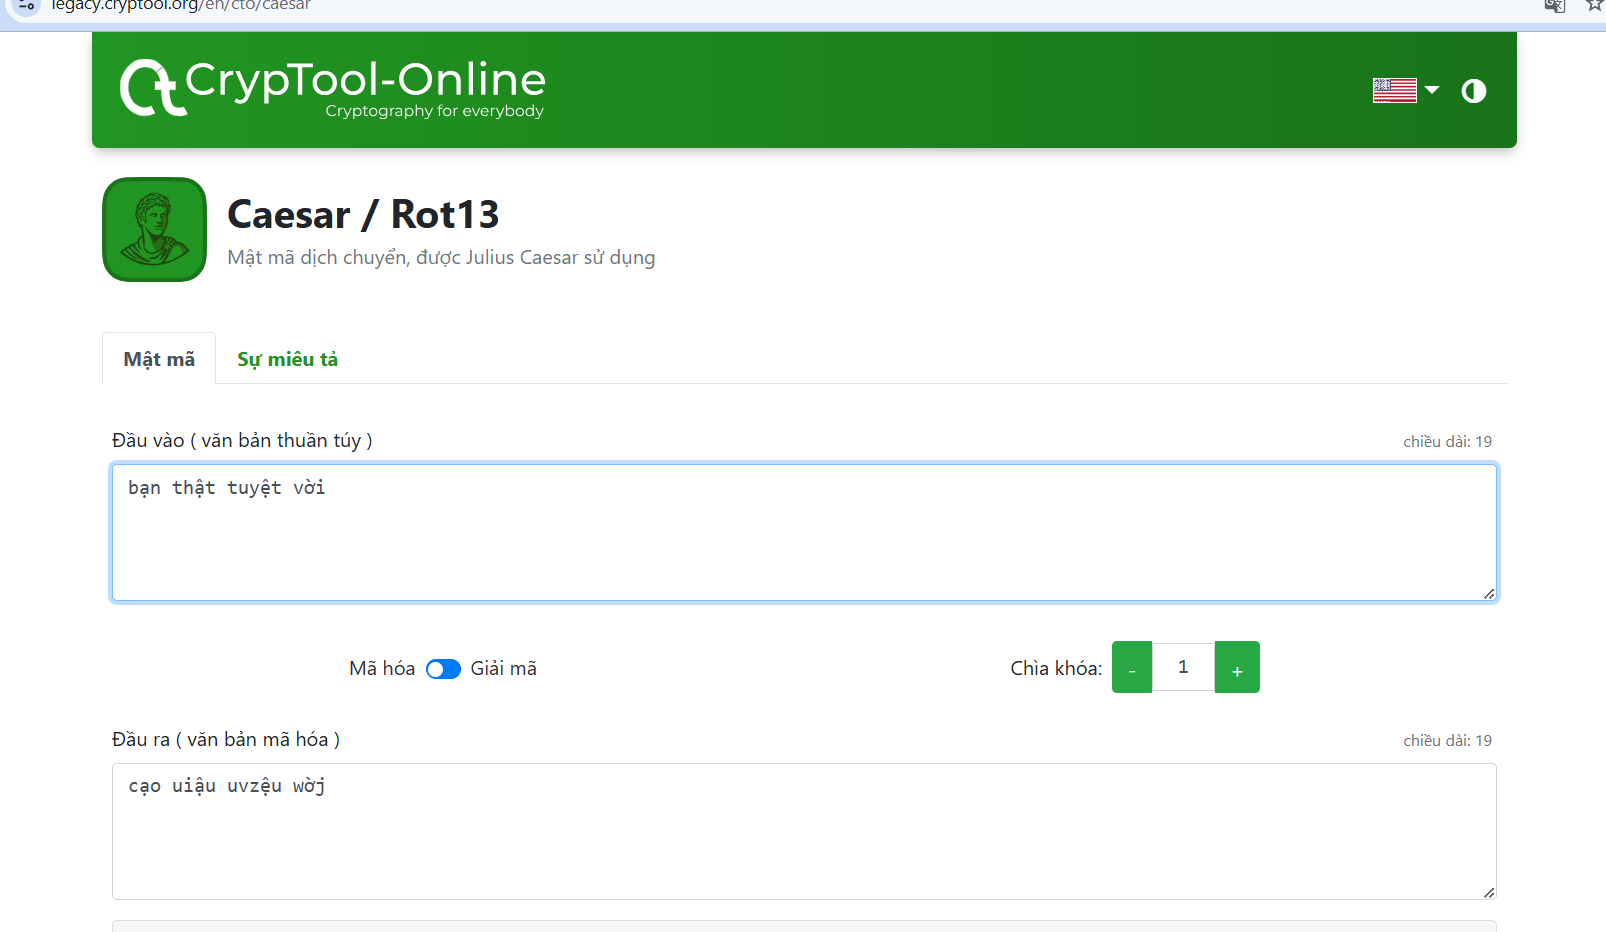 legacy.cryptool.org/en/cto/caesar
CrypTool-Online
Cryptography for everybody
Caesar / Rot13
Mật mã dịch chuyển, được Julius Caesar sử dụng
Mật mã
Sự miêu tả
Đầu vào ( văn bản thuần túy )
chiều dài: 19
bạn thật tuyệt vời
Mã hóa
Giải mã
Chìa khóa:
-
1
+
Đầu ra ( văn bản mã hóa )
chiều dài: 19
cạo uiậu uvzệu wờj